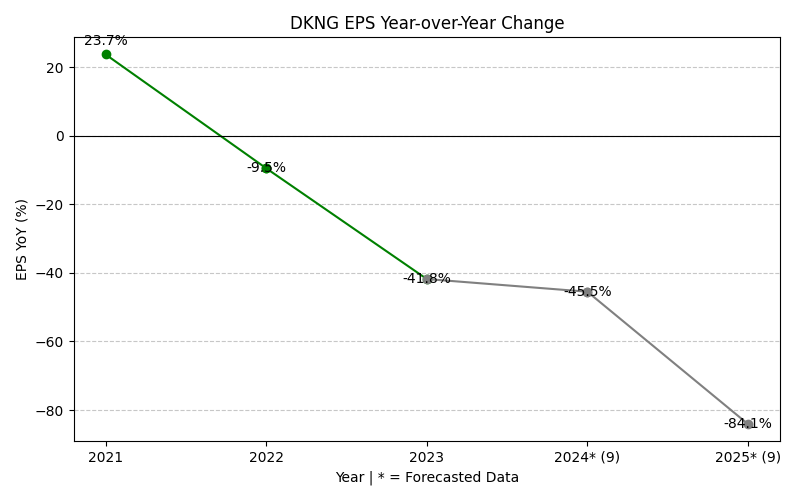 DKNG EPS Year-over-Year Change
23.7%
-9.5%
-41.8%
-45.5%
-84.1%
20
0
−20
−40
−60
−80
EPS YoY (%)
2021 2022 2023 2024* (9) 2025* (9)
Year | * = Forecasted Data